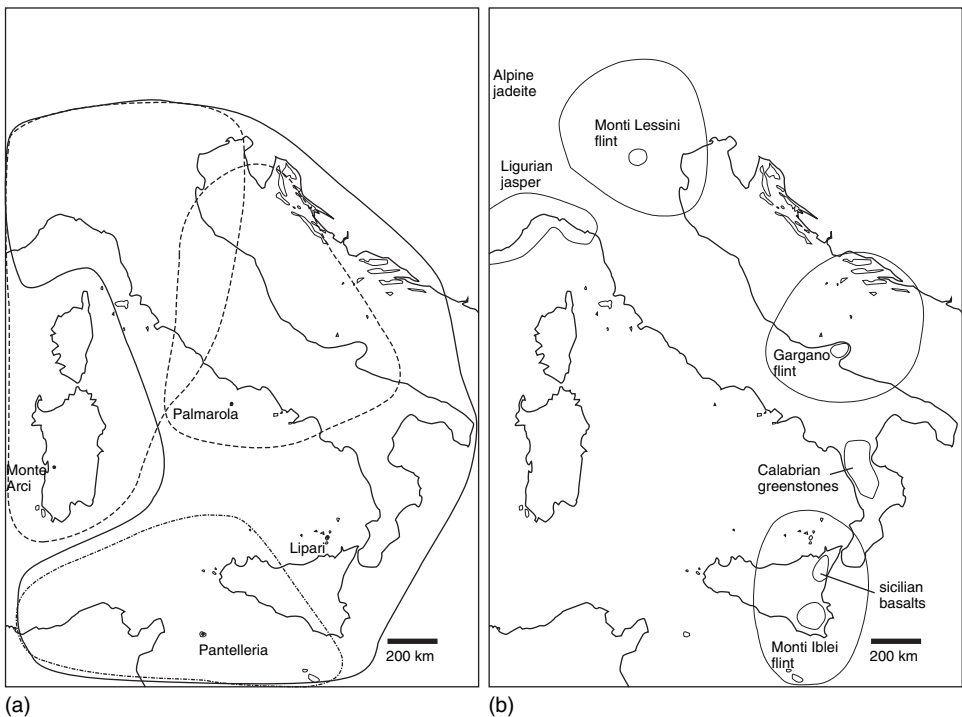 Palmarola
Monte
Arci
Lipari
Pantelleria
200 km
(a)
Alpine
jadeite
Monti Lessini
flint
Ligurian
jasper
Gargano
flint
Calabrian
greenstones
sicilian
basalts
Monti Iblei
flint
200 km
(b)